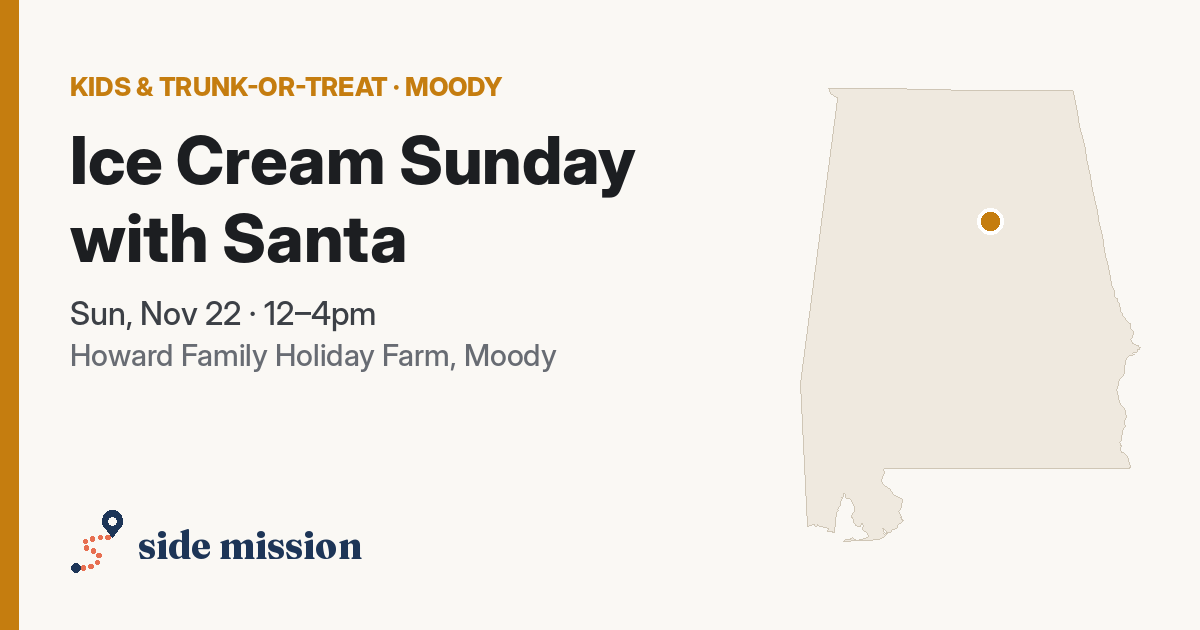 KIDS & TRUNK-OR-TREAT · MOODY
Ice Cream Sunday
with Santa
Sun, Nov 22 · 12–4pm
Howard Family Holiday Farm, Moody
side mission